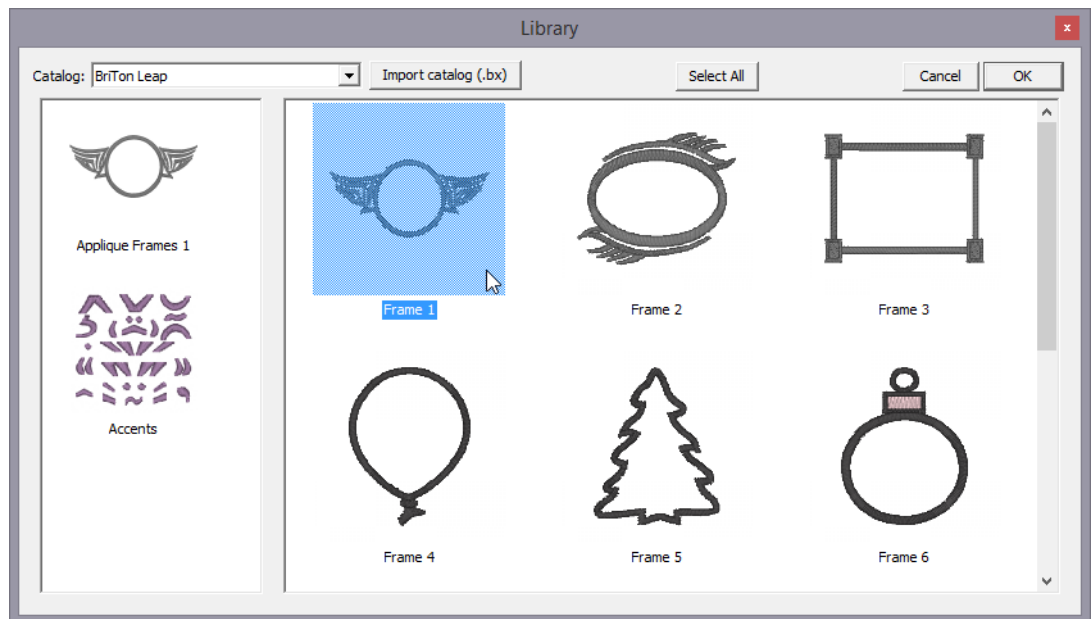 Library
x
Catalog: BriTon Leap Import catalog (.bx) Select All Cancel OK
Applique Frames 1
Accents
Frame 1 Frame 2 Frame 3
Frame 4 Frame 5 Frame 6